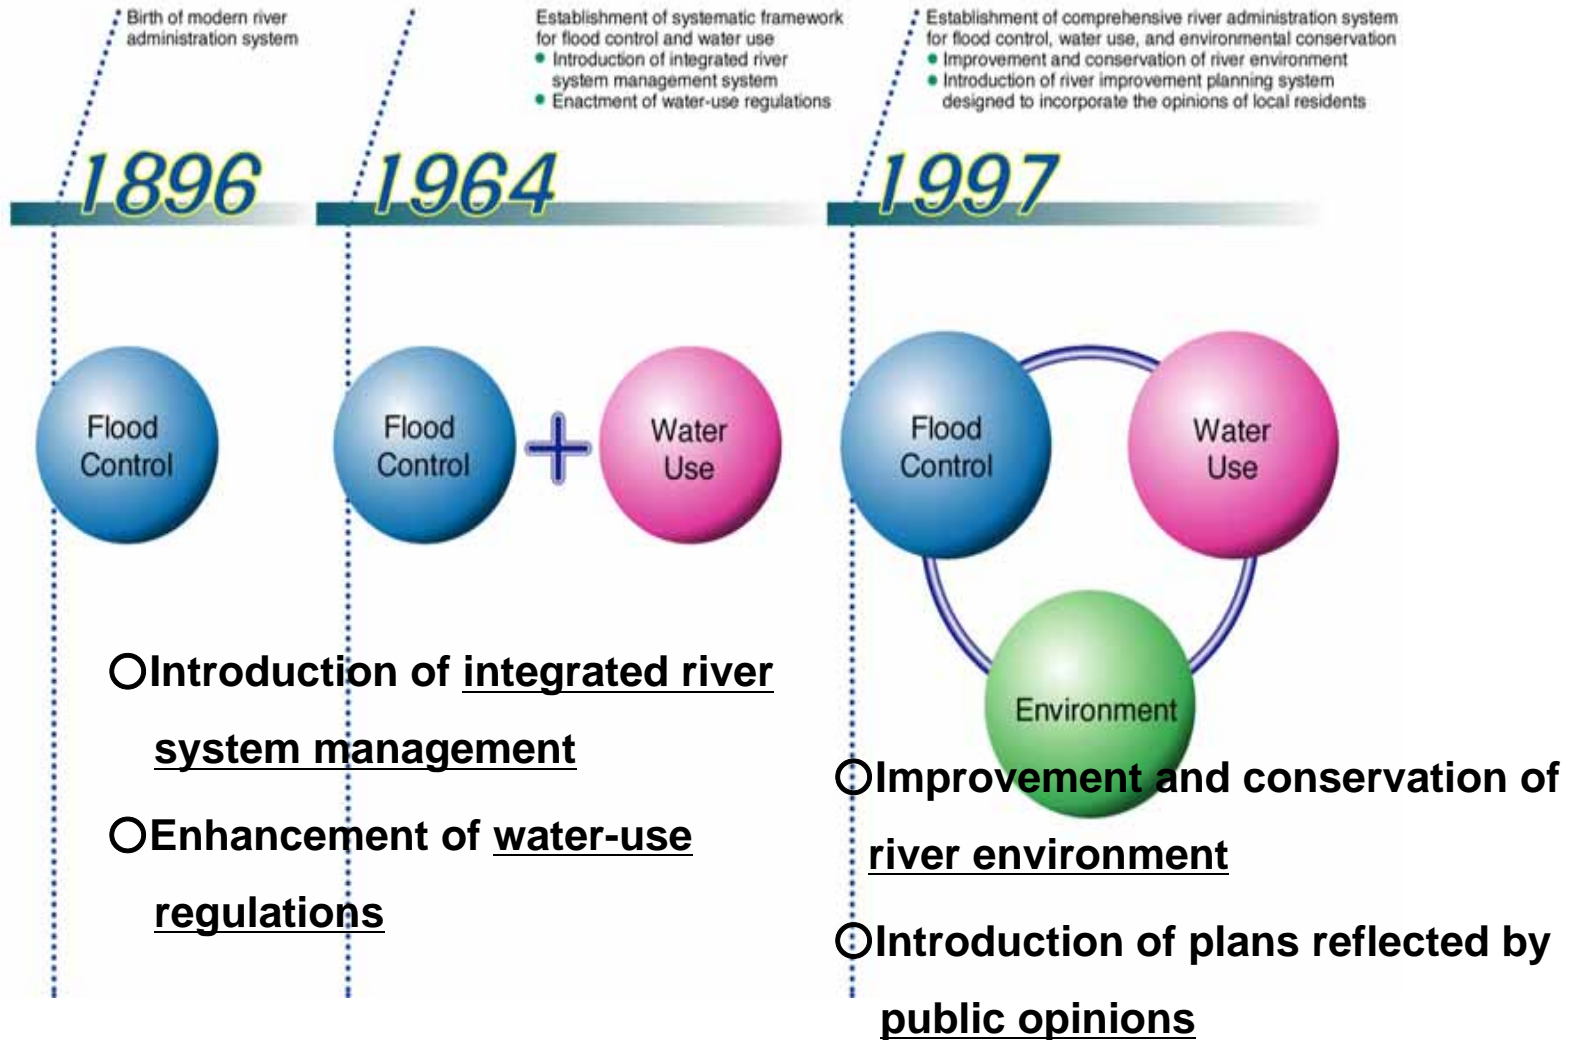 Birth of modern river
administration system
Establishment of systematic framework
for flood control and water use
● Introduction of integrated river
system management system
● Enactment of water-use regulations
Establishment of comprehensive river administration system
for flood control, water use, and environmental conservation
● Improvement and conservation of river environment
● Introduction of river improvement planning system
designed to incorporate the opinions of local residents
1896
1964
1997
Flood
Control
Flood
Control
+
Water
Use
Flood
Control
Water
Use
Environment
○Introduction of integrated river
system management
○Enhancement of water-use
regulations
○Improvement and conservation of
river environment
○Introduction of plans reflected by
public opinions